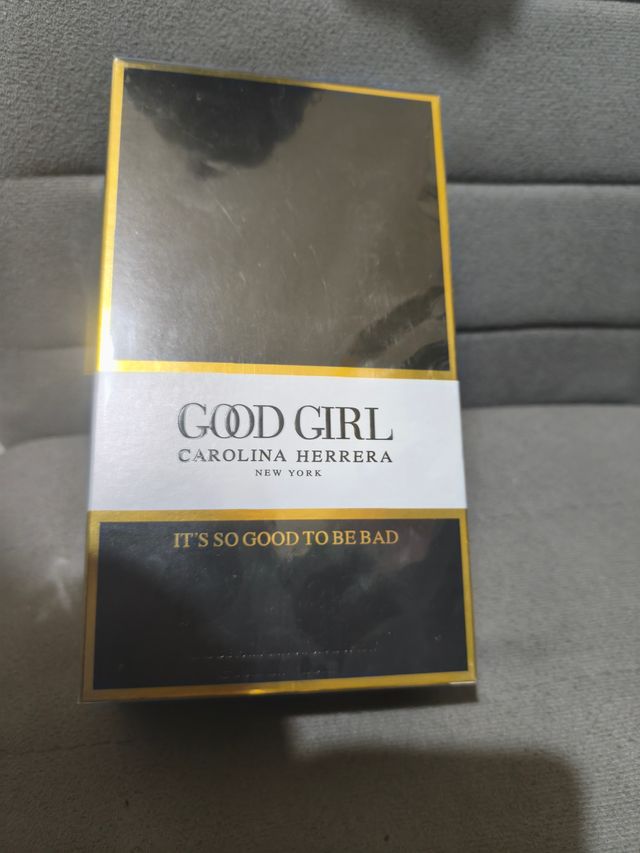 GOOD GIRL
CAROLINA HERRERA
NEW YORK
IT'S SO GOOD TO BE BAD